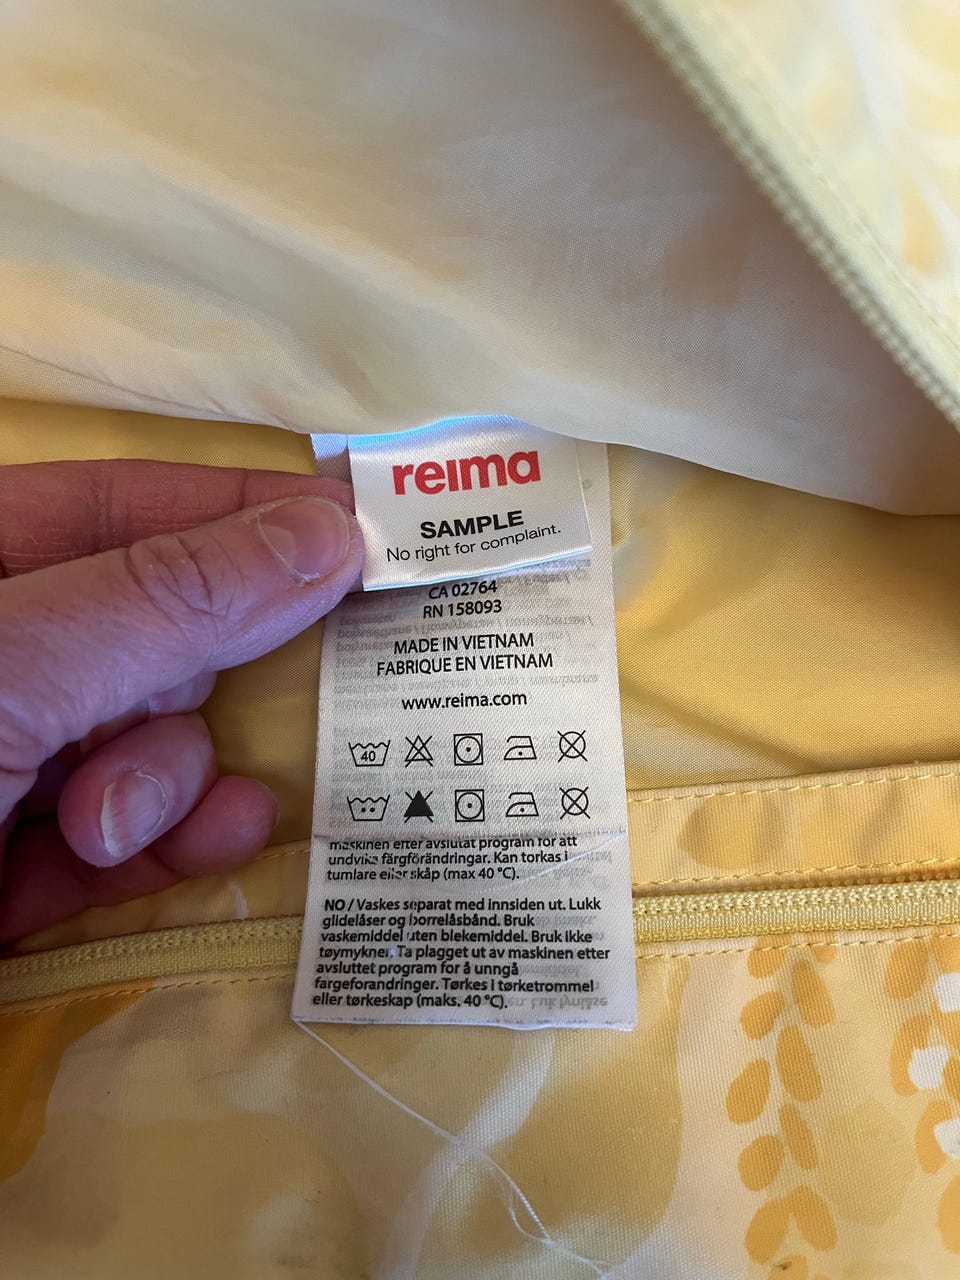 reima
SAMPLE
No right for complaint.
CA 02764
RN 158093
MADE IN VIETNAM
FABRIQUE EN VIETNAM
www.reima.com
40
maskinen efter avslutat program för att
undvika färgförändringar. Kan torkas i
tumlare eller skåp (max 40 °C).
NO / Vaskes separat med innsiden ut. Lukk
glidelåser og borrelåsbånd. Bruk
vaskemiddel uten blekemiddel. Bruk ikke
tøymykner. Ta plagget ut av maskinen etter
avsluttet program for å unngå
fargeforandringer. Tørkes i tørketrommel
eller tørkeskap (maks. 40 °C).